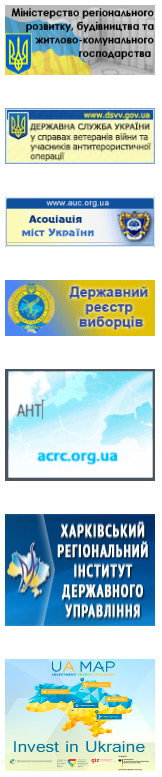 Міністерство регіонального
розвитку, будівництва та
житлово-комунального
господарства
www.dsvv.gov.ua
ДЕРЖАВНА СЛУЖБА УКРАЇНИ
у справах ветеранів війни та
учасників антитерористичної
операції
www.auc.org.ua
Асоціація
міст України
Державний
реєстр
виборців
АНТ
acrc.org.ua
ХАРКІВСЬКИЙ
РЕГІОНАЛЬНИЙ
ІНСТИТУТ
ДЕРЖАВНОГО
УПРАВЛІННЯ
UA MAP
Invest in Ukraine
giz